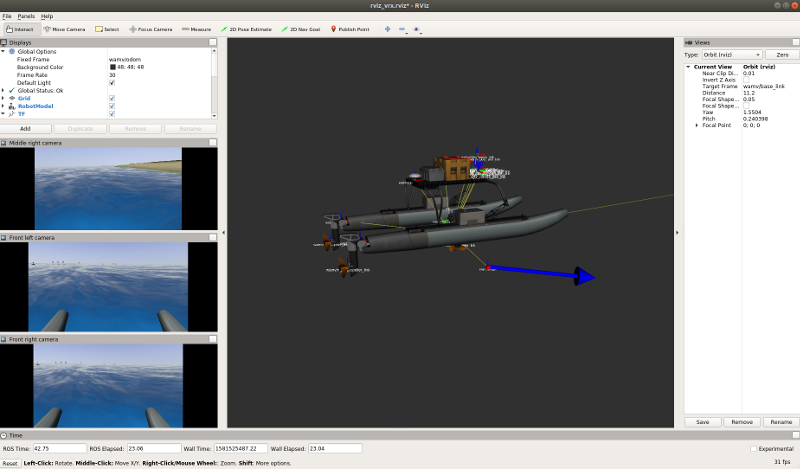 rviz_vrx.rviz* - RViz
File Panels Help
Interact Move Camera Select Focus Camera Measure 2D Pose Estimate 2D Nav Goal Publish Point
Displays
Global Options
Fixed Frame wamv/odom
Background Color 48; 48; 48
Frame Rate 30
Default Light
Global Status: Ok
Grid
RobotModel
TF
Add Duplicate Remove Rename
Middle right camera
Front left camera
Front right camera
Views
Type: Orbit (rviz) Zero
Current View Orbit (rviz)
Near Clip Di... 0.01
Invert Z Axis
Target Frame wamv/base_link
Distance 11.2
Focal Shape... 0.05
Focal Shape...
Yaw 1.5504
Pitch 0.240398
Focal Point 0; 0; 0
Save Remove Rename
Time
ROS Time: 42.75 ROS Elapsed: 23.06 Wall Time: 1581525487.22 Wall Elapsed: 23.04 Experimental
Reset Left-Click: Rotate. Middle-Click: Move X/Y. Right-Click/Mouse Wheel:: Zoom. Shift: More options. 31 fps